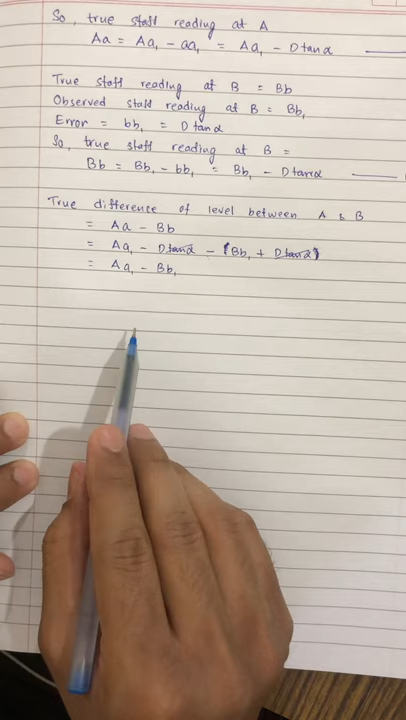 So, true staff reading at A
Aa = Aa₁ - aa₁ = Aa₁ - D tan α
True staff reading at B = Bb
Observed staff reading at B = Bb₁
Error = bb₁ = D tan α
So, true staff reading at B =
Bb = Bb₁ - bb₁ = Bb₁ - D tan α
True difference of level between A & B
= Aa - Bb
= Aa₁ - D tan α - (Bb₁ + D tan α)
= Aa₁ - Bb₁